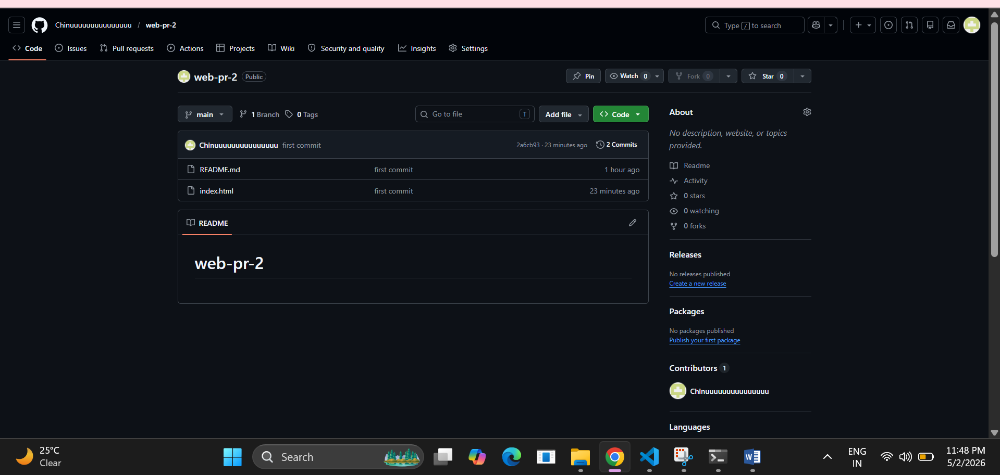 Chinuuuuuuuuuuuuuuu / web-pr-2
Type / to search
Code Issues Pull requests Actions Projects Wiki Security and quality Insights Settings
web-pr-2 Public
Pin Watch 0 Fork 0 Star 0
main 1 Branch 0 Tags Go to file T Add file Code
Chinuuuuuuuuuuuuuuu first commit 2a6cb93 · 23 minutes ago 2 Commits
README.md first commit 1 hour ago
index.html first commit 23 minutes ago
README
web-pr-2
About
No description, website, or topics
provided.
Readme
Activity
0 stars
0 watching
0 forks
Releases
No releases published
Create a new release
Packages
No packages published
Publish your first package
Contributors 1
Chinuuuuuuuuuuuuuuu
Languages
25°C
Clear
Search
ENG
IN
11:48 PM
5/2/2026